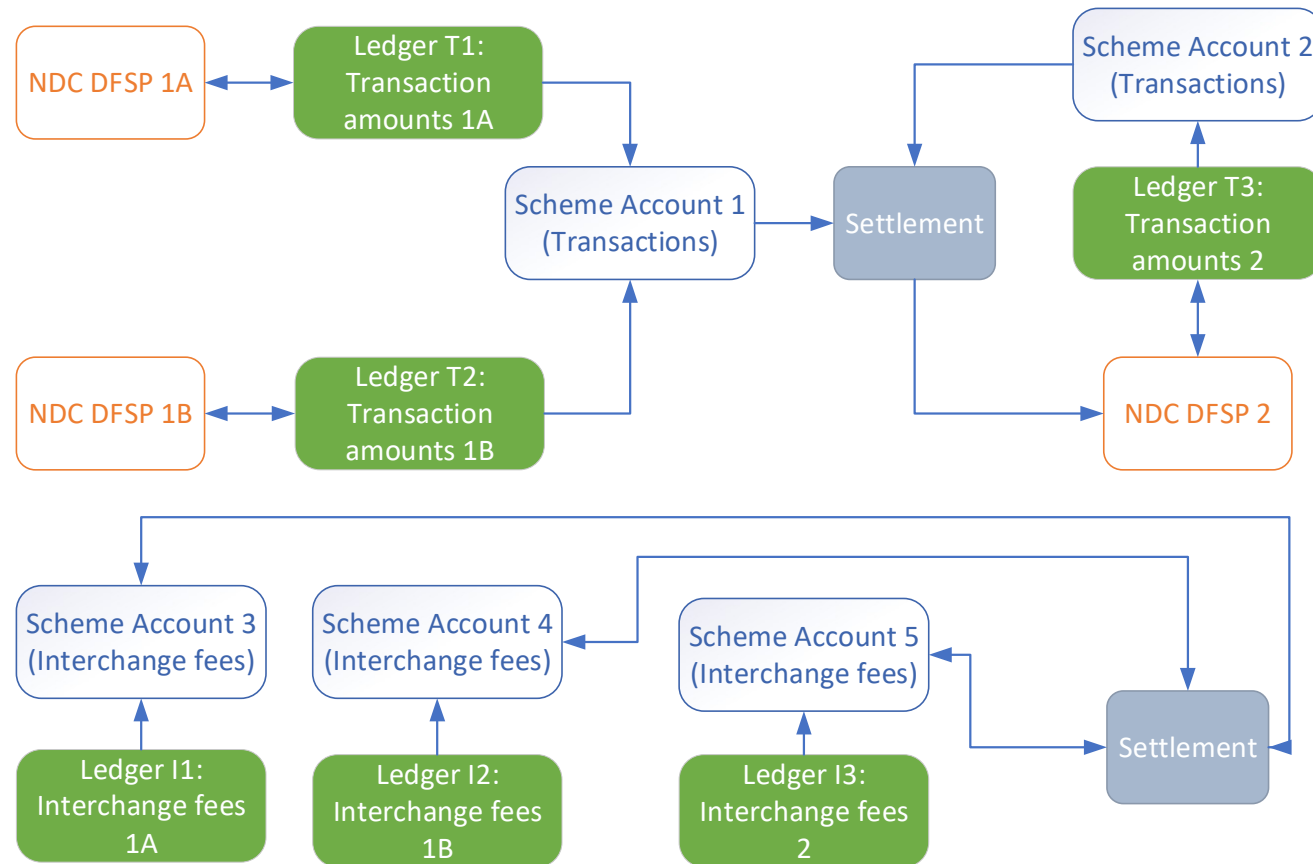 NDC DFSP 1A
Ledger T1:
Transaction
amounts 1A
Scheme Account 2
(Transactions)
Scheme Account 1
(Transactions)
Settlement
Ledger T3:
Transaction
amounts 2
NDC DFSP 1B
Ledger T2:
Transaction
amounts 1B
NDC DFSP 2
Scheme Account 3
(Interchange fees)
Scheme Account 4
(Interchange fees)
Scheme Account 5
(Interchange fees)
Settlement
Ledger I1:
Interchange fees
1A
Ledger I2:
Interchange fees
1B
Ledger I3:
Interchange fees
2